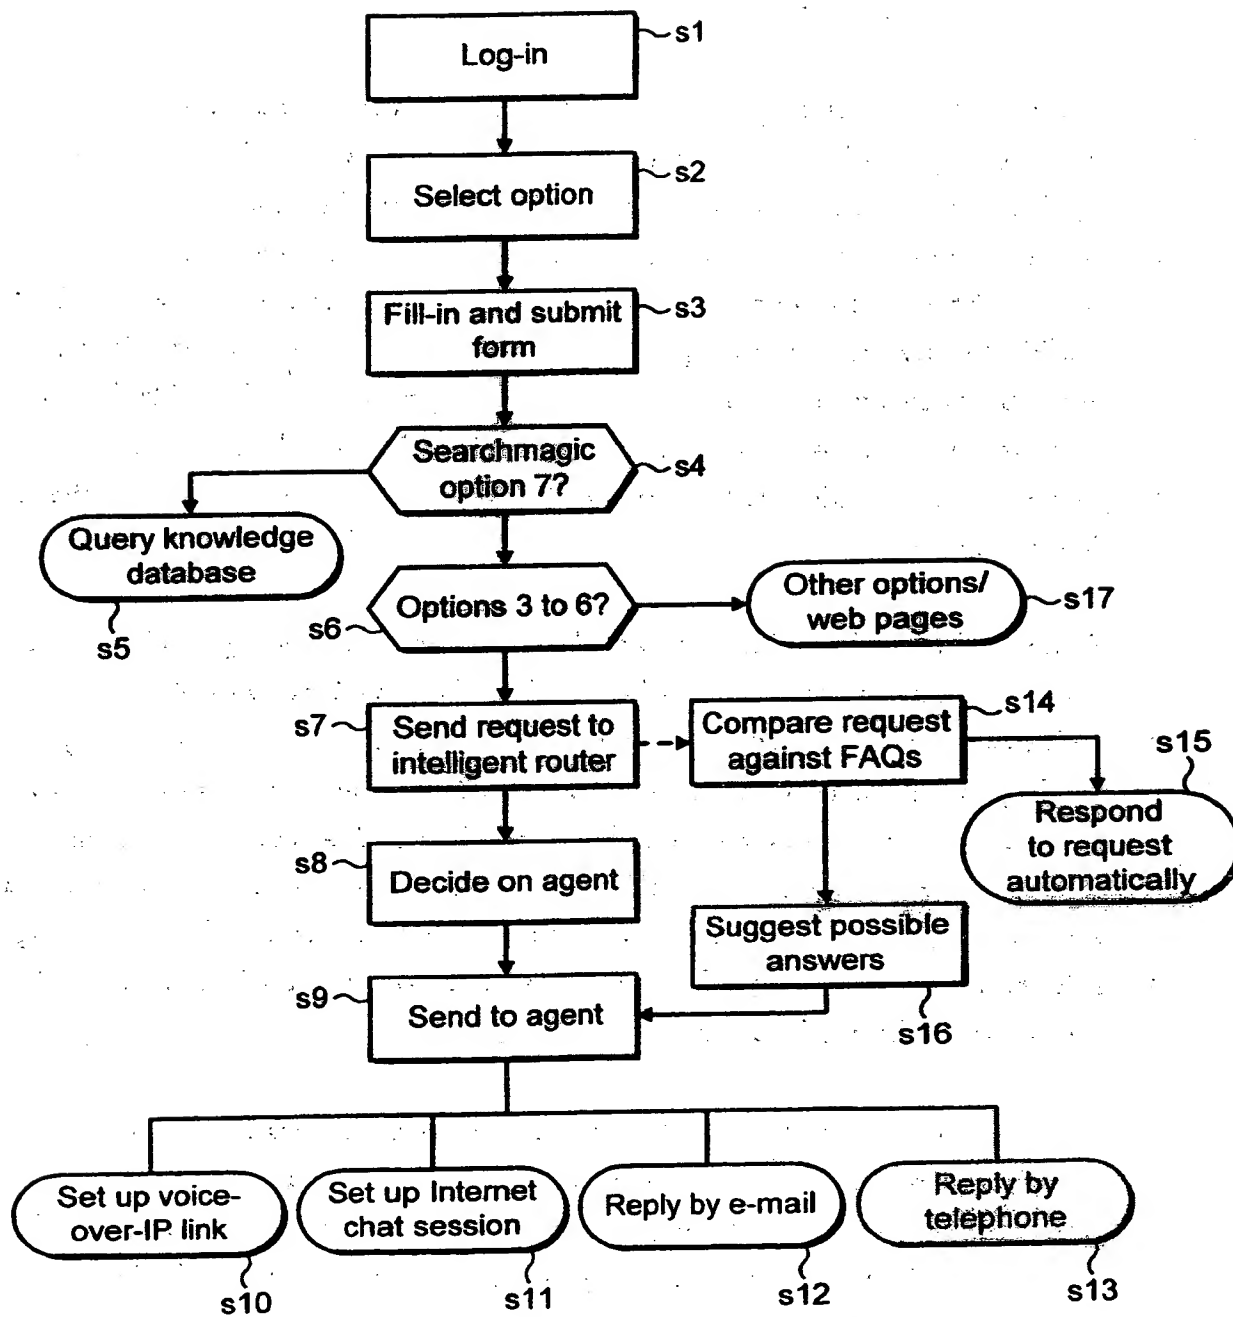 Log-in
s1
Select option
s2
Fill-in and submit
form
s3
Searchmagic
option 7?
s4
Query knowledge
database
s5
Options 3 to 6?
s6
Other options/
web pages
s17
s7
Send request to
intelligent router
Compare request
against FAQs
s14
s15
Respond
to request
automatically
s8
Decide on agent
Suggest possible
answers
s16
s9
Send to agent
Set up voice-
over-IP link
s10
Set up Internet
chat session
s11
Reply by e-mail
s12
Reply by
telephone
s13